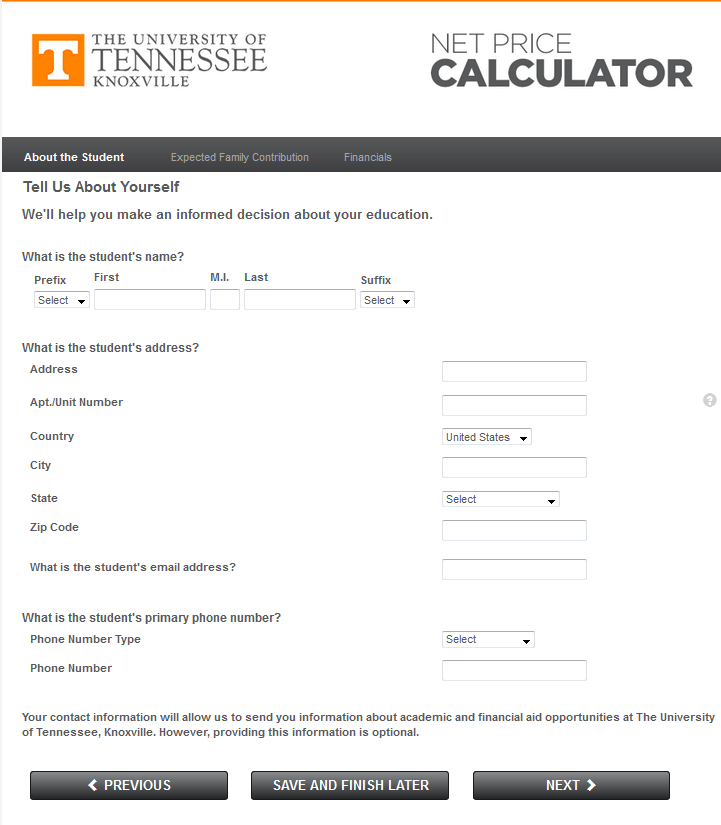 THE UNIVERSITY OF
TENNESSEE
KNOXVILLE
T
NET PRICE
CALCULATOR
About the Student Expected Family Contribution Financials
Tell Us About Yourself
We'll help you make an informed decision about your education.
What is the student's name?
Prefix First M.I. Last Suffix
Select Select
What is the student's address?
Address
Apt./Unit Number
?
Country United States
City
State Select
Zip Code
What is the student's email address?
What is the student's primary phone number?
Phone Number Type Select
Phone Number
Your contact information will allow us to send you information about academic and financial aid opportunities at The University
of Tennessee, Knoxville. However, providing this information is optional.
PREVIOUS SAVE AND FINISH LATER NEXT